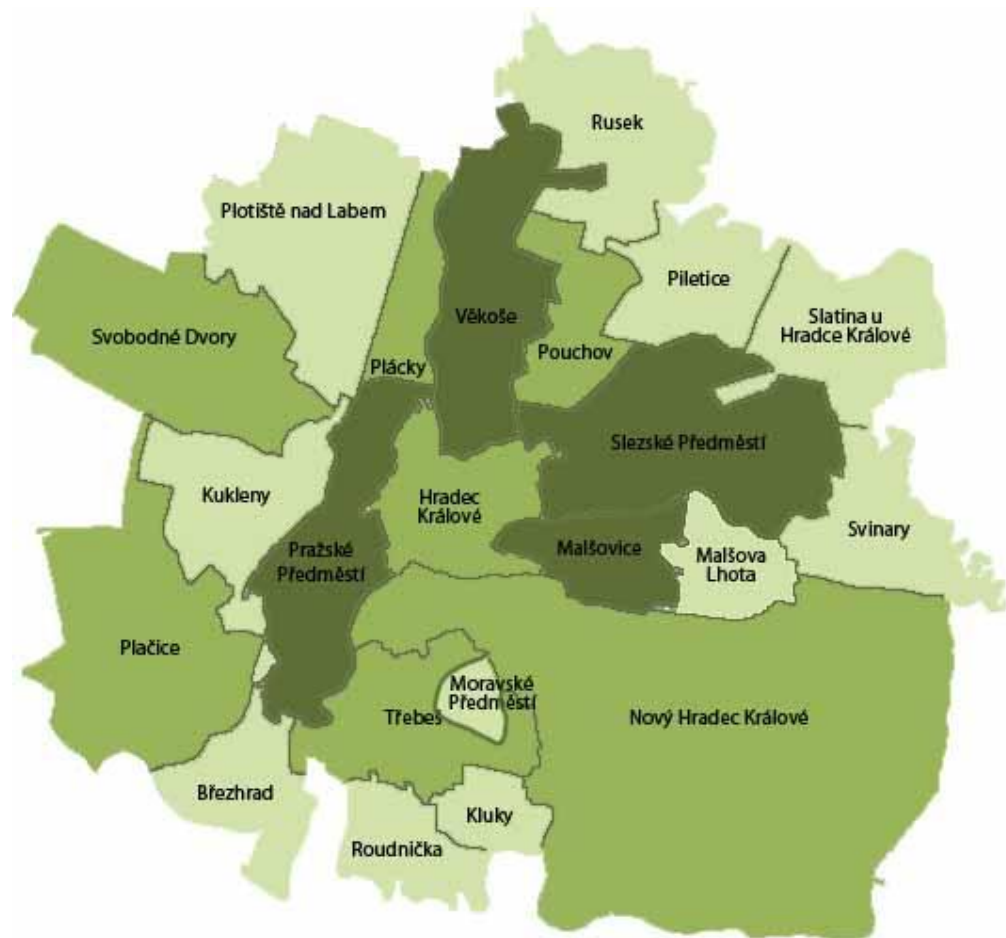 Rusek
Plotiště nad Labem
Piletice
Věkoše
Slatina u
Hradce Králové
Svobodné Dvory
Pouchov
Plácky
Slezské Předměstí
Kukleny
Hradec
Králové
Svinary
Pražské
Předměstí
Malšovice
Malšova
Lhota
Plačice
Moravské
Předměstí
Třebeš
Nový Hradec Králové
Březhrad
Kluky
Roudnička